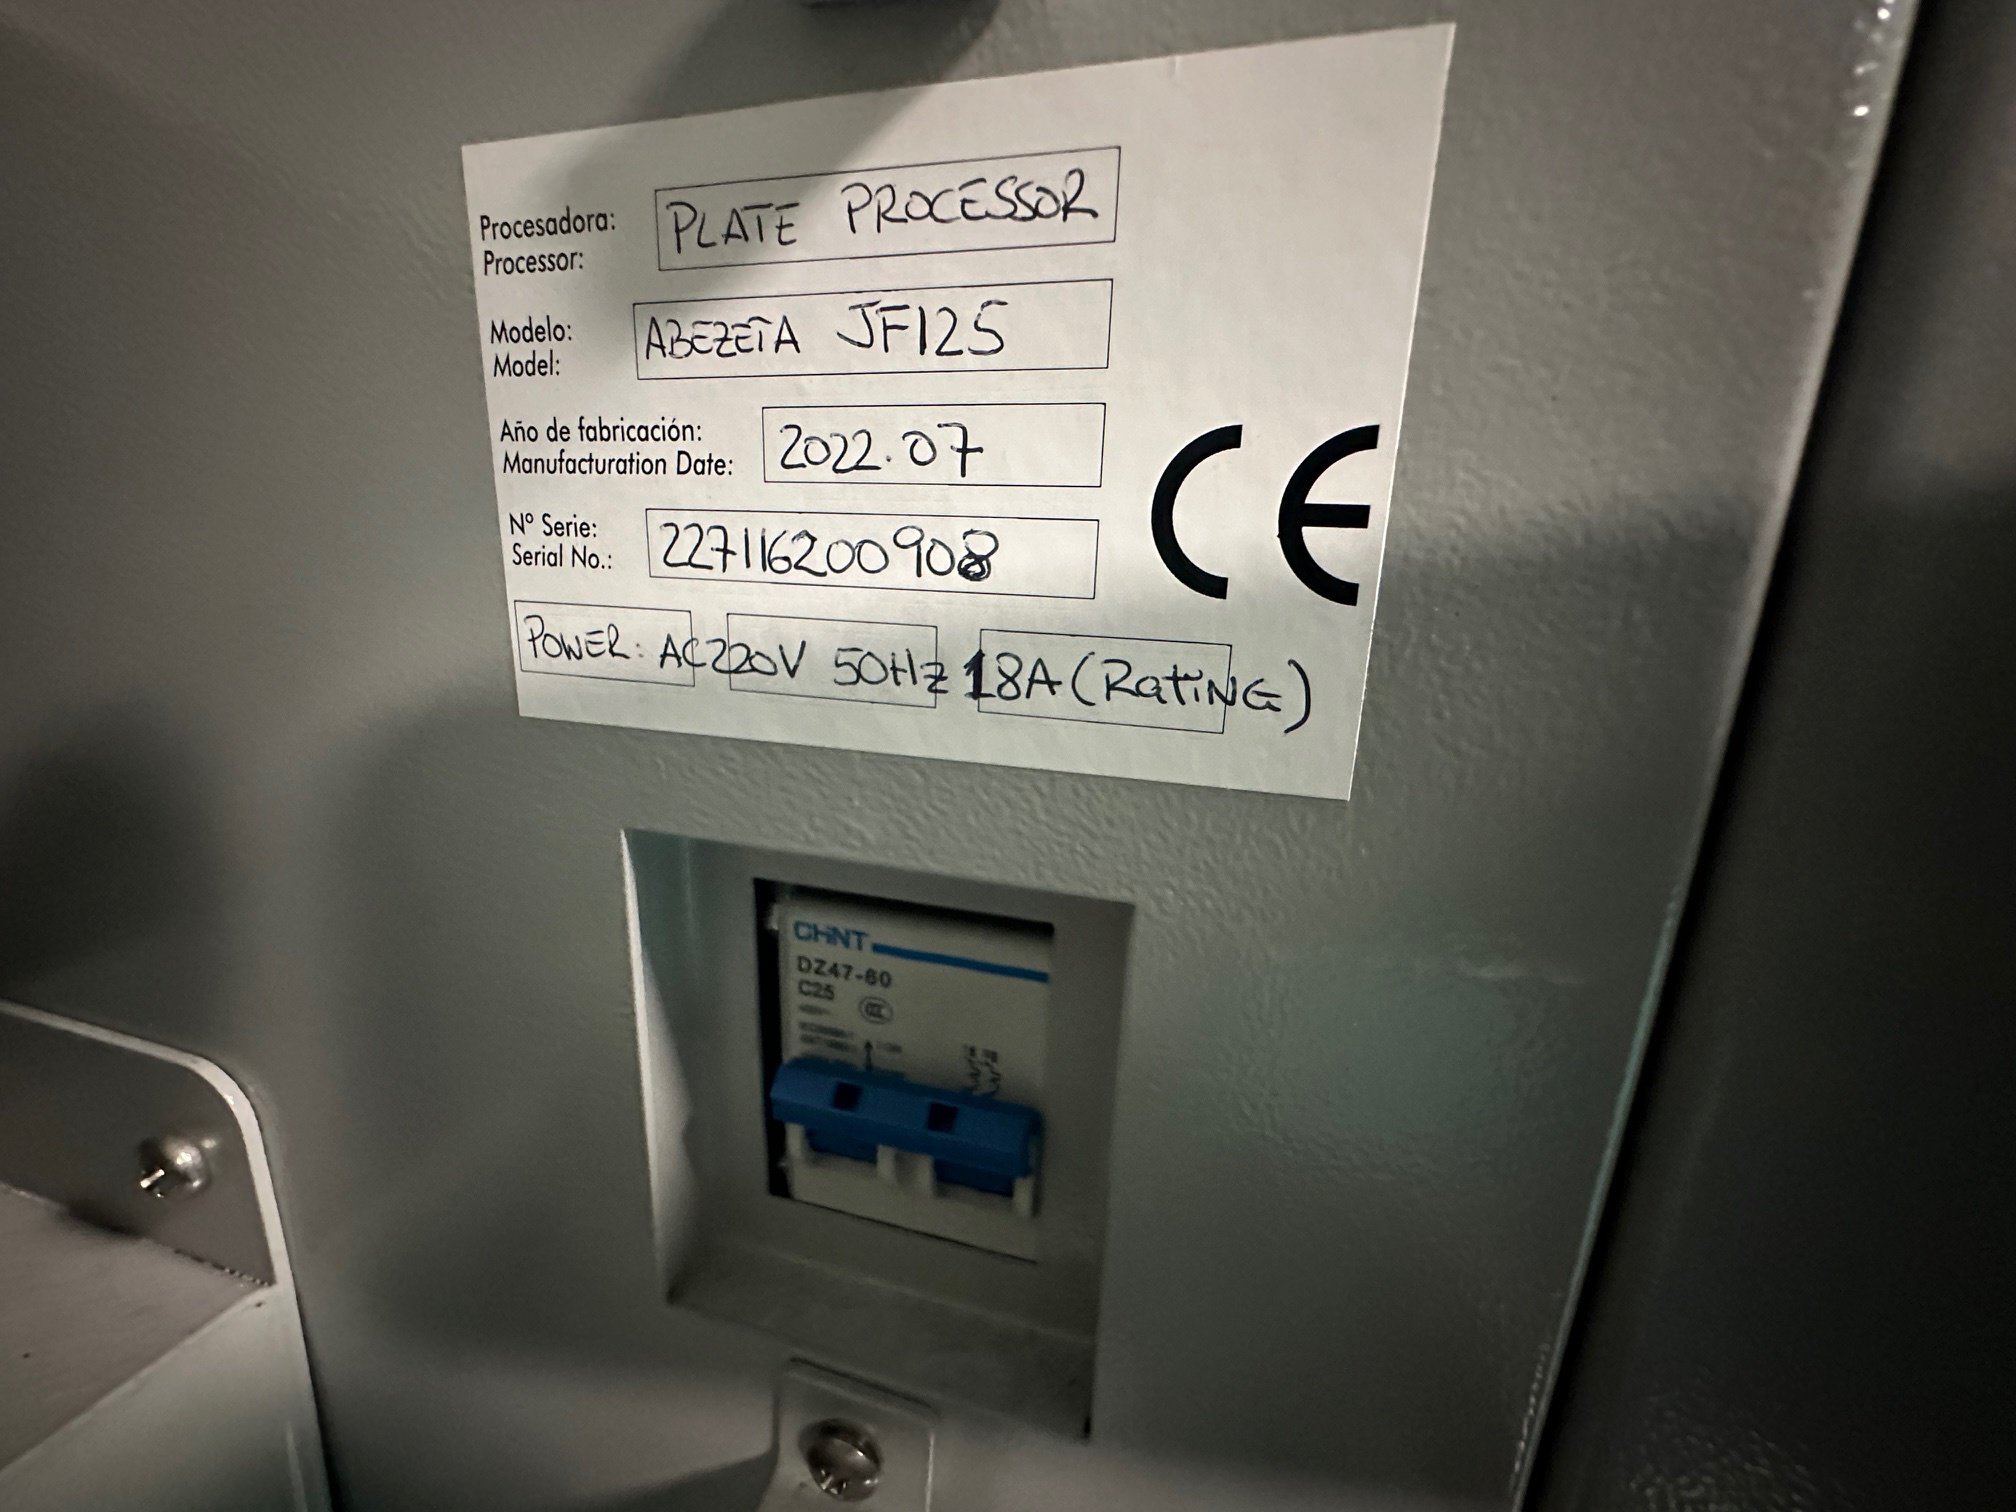 Procesadora: PLATE PROCESSOR
Processor:
Modelo: ABEZETA JF125
Model:
Año de fabricación: 2022.07
Manufacturation Date:
Nº Serie: 227116200908
Serial No.:
POWER: AC220V 50Hz 18A (RatiNG)
CE
CHNT
DZ47-60
C25